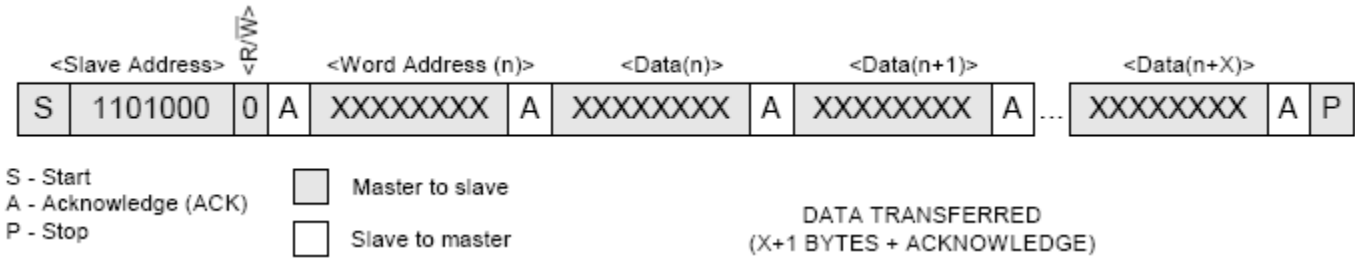 <Slave Address> <R/W̅> <Word Address (n)> <Data(n)> <Data(n+1)> <Data(n+X)>
S 1101000 0 A XXXXXXXX A XXXXXXXX A XXXXXXXX A ... XXXXXXXX A P
S - Start
A - Acknowledge (ACK)
P - Stop
Master to slave
Slave to master
DATA TRANSFERRED
(X+1 BYTES + ACKNOWLEDGE)